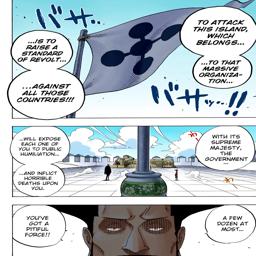 バサッ...
TO ATTACK
THIS ISLAND,
WHICH
BELONGS...
...TO THAT
MASSIVE
ORGANIZA-
TION...
...IS TO
RAISE A
STANDARD
OF REVOLT...
...AGAINST
ALL THOSE
COUNTRIES!!!
バサッ...!!
WITH ITS
SUPREME
MAJESTY,
THE
GOVERNMENT
...
...WILL EXPOSE
EACH ONE OF
YOU TO PUBLIC
HUMILIATION...
...AND INFLICT
HORRIBLE
DEATHS UPON
YOU.
A FEW
DOZEN AT
MOST...
YOU'VE
GOT A
PITIFUL
FORCE!!